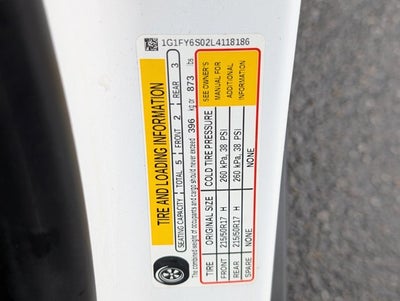 1G1FY6S02L4118186
TIRE AND LOADING INFORMATION
SEATING CAPACITY TOTAL 5 FRONT 2 REAR 3
The combined weight of occupants and cargo should never exceed 396 kg or 873 lbs
TIRE ORIGINAL SIZE COLD TIRE PRESSURE
FRONT 215/50R17 H 260 kPa, 38 PSI
REAR 215/50R17 H 260 kPa, 38 PSI
SPARE NONE NONE
SEE OWNER'S
MANUAL FOR
ADDITIONAL
INFORMATION